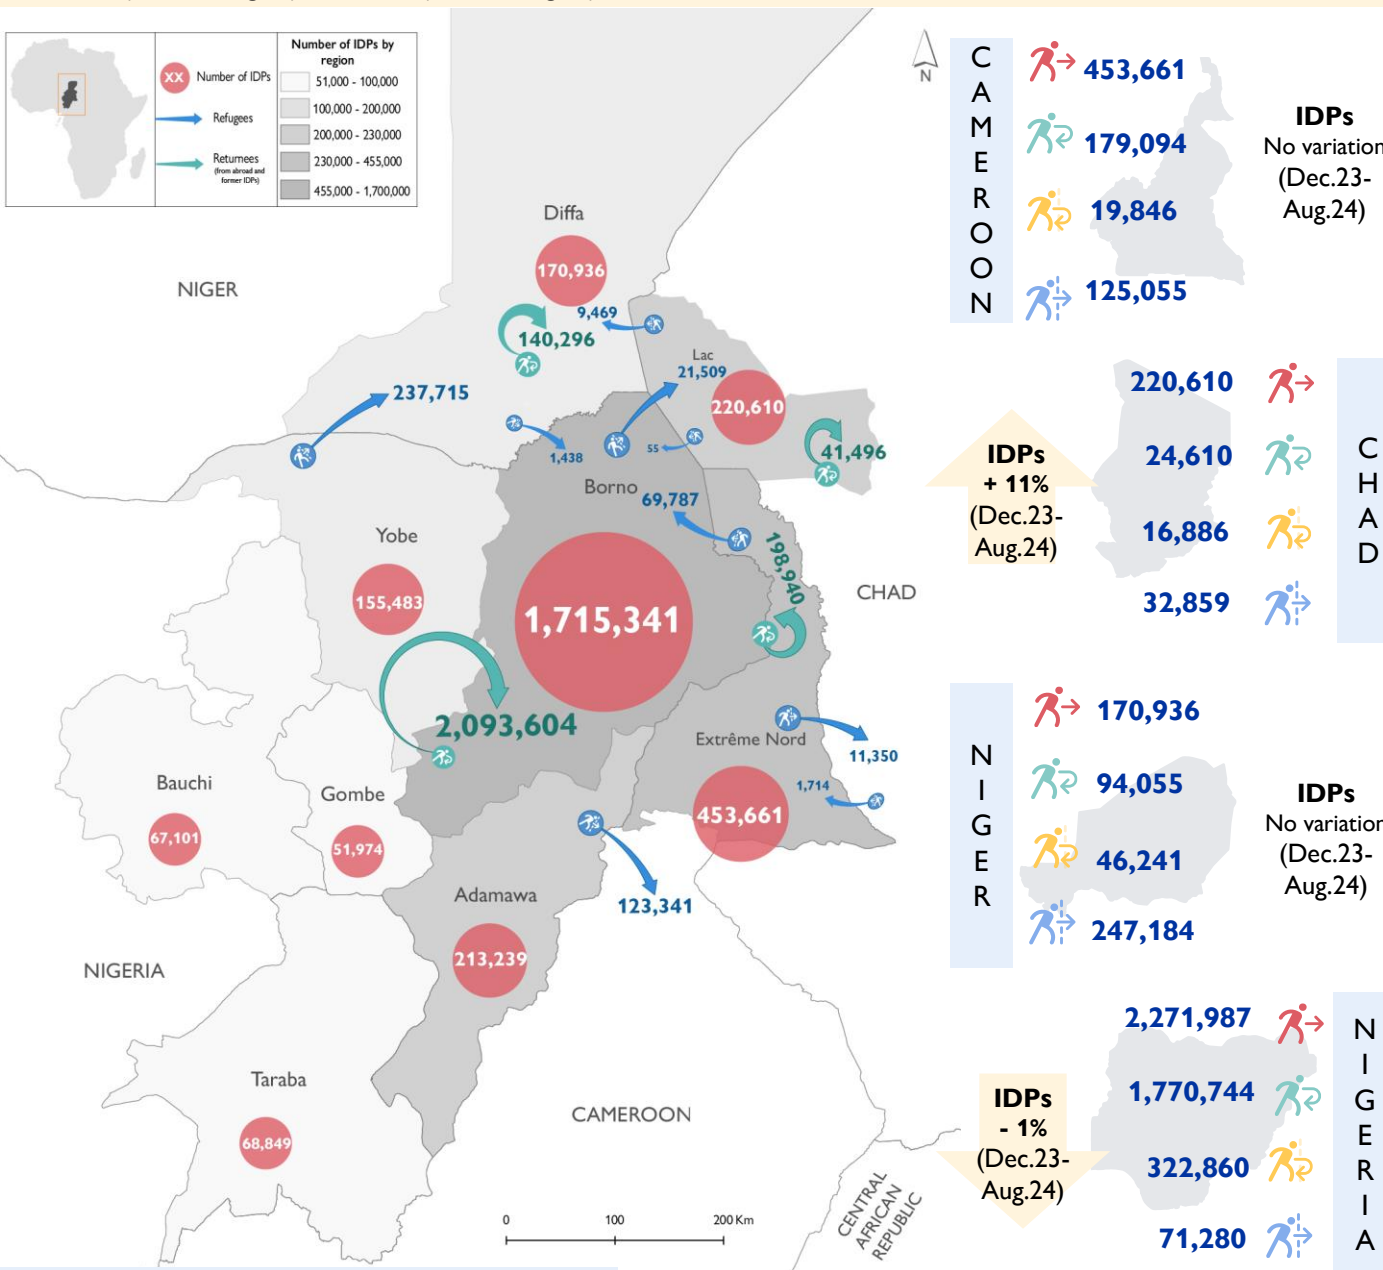 Number of IDPs by
region
XX
Number of IDPs
Refugees
Returnees
(from abroad and
former IDPs)
51,000 - 100,000
100,000 - 200,000
200,000 - 230,000
230,000 - 455,000
455,000 - 1,700,000
N
NIGER
Diffa
170,936
9,469
140,296
237,715
Lac
21,509
220,610
41,496
1,438
55
Borno
69,787
198,940
Yobe
155,483
1,715,341
CHAD
2,093,604
Extrême Nord
11,350
1,714
453,661
Bauchi
67,101
Gombe
51,974
Adamawa
123,341
213,239
NIGERIA
Taraba
68,849
CAMEROON
CENTRAL
AFRICAN
REPUBLIC
0
100
200 Km
CAMEROON
453,661
179,094
19,846
125,055
IDPs
No variation
(Dec.23-
Aug.24)
IDPs
+ 11%
(Dec.23-
Aug.24)
220,610
24,610
16,886
32,859
CHAD
NIGER
170,936
94,055
46,241
247,184
IDPs
No variation
(Dec.23-
Aug.24)
IDPs
- 1%
(Dec.23-
Aug.24)
2,271,987
1,770,744
322,860
71,280
NIGERIA